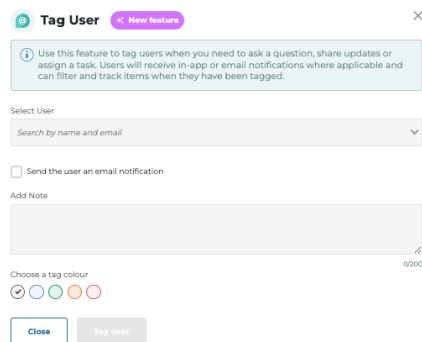 @ Tag User New feature
Use this feature to tag users when you need to ask a question, share updates or
assign a task. Users will receive in-app or email notifications where applicable and
can filter and track items when they have been tagged.
Select User
Search by name and email
Send the user an email notification
Add Note
0/200
Choose a tag colour
Close Tag User